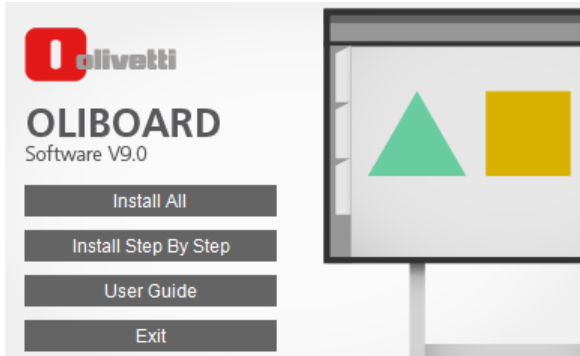 olivetti
OLIBOARD
Software V9.0
Install All
Install Step By Step
User Guide
Exit